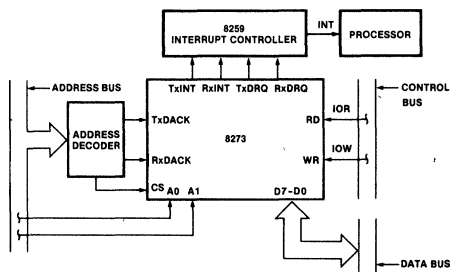 8259
INTERRUPT CONTROLLER
INT
PROCESSOR
ADDRESS BUS
TxINT RxINT TxDRQ RxDRQ
CONTROL
BUS
ADDRESS
DECODER
TxDACK
RxDACK
8273
RD
IOR
WR
IOW
CS A0 A1
D7-D0
DATA BUS